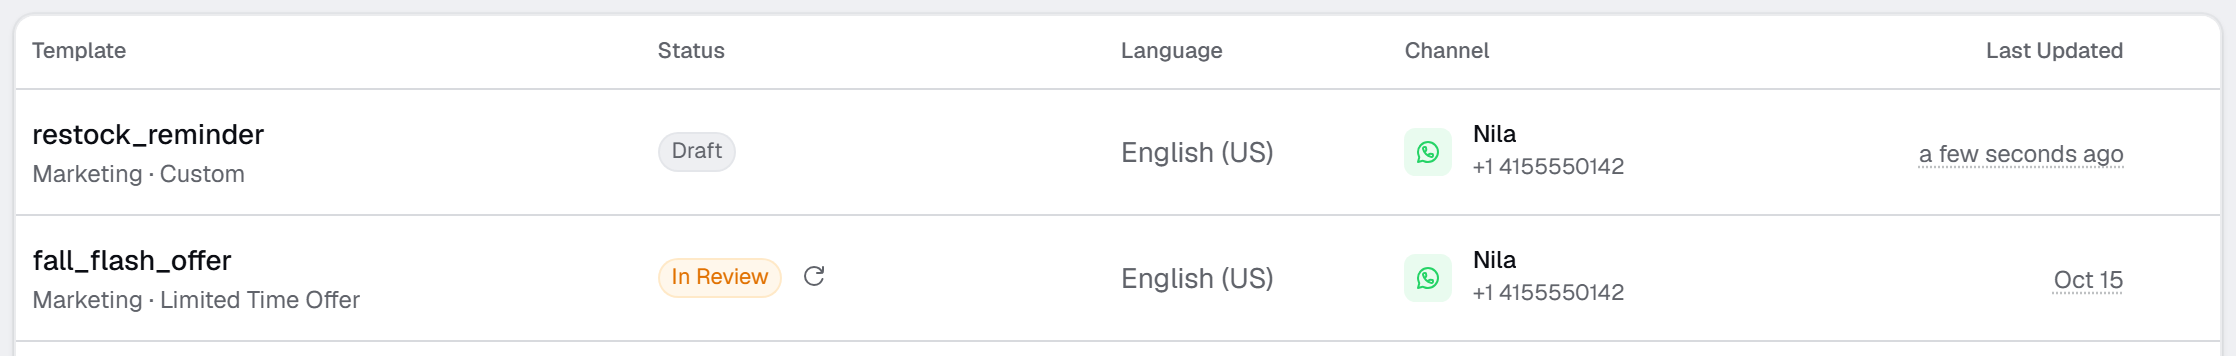 Template Status Language Channel Last Updated
restock_reminder
Marketing · Custom
Draft
English (US)
Nila
+1 4155550142
a few seconds ago
fall_flash_offer
Marketing · Limited Time Offer
In Review
English (US)
Nila
+1 4155550142
Oct 15